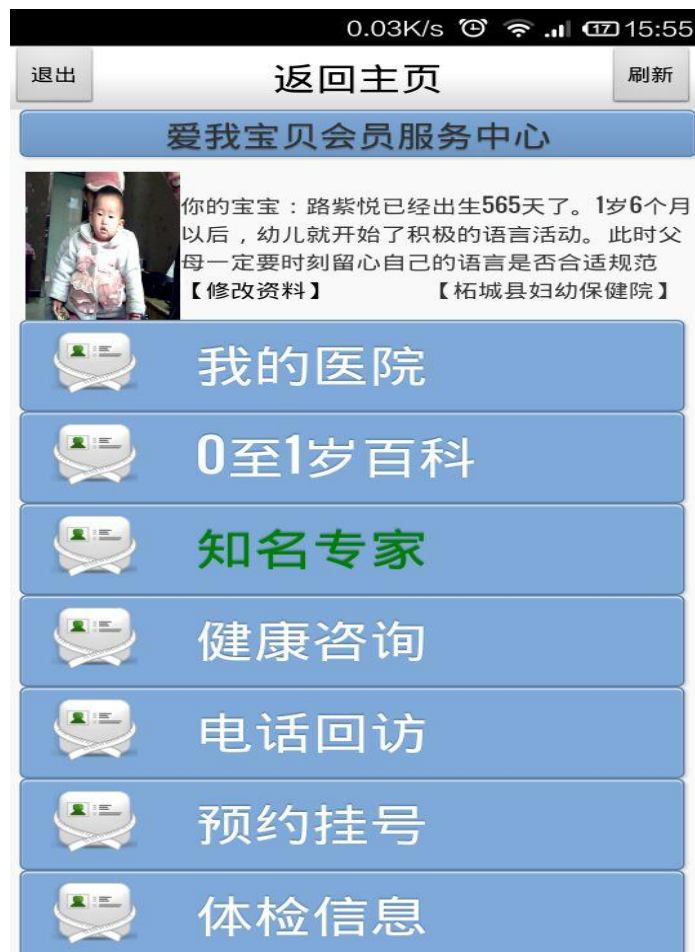 0.03K/s 17 15:55
退出 返回主页 刷新
爱我宝贝会员服务中心
你的宝宝：路紫悦已经出生565天了。1岁6个月
以后，幼儿就开始了积极的语言活动。此时父
母一定要时刻留心自己的语言是否合适规范
【修改资料】 【柘城县妇幼保健院】
我的医院
0至1岁百科
知名专家
健康咨询
电话回访
预约挂号
体检信息